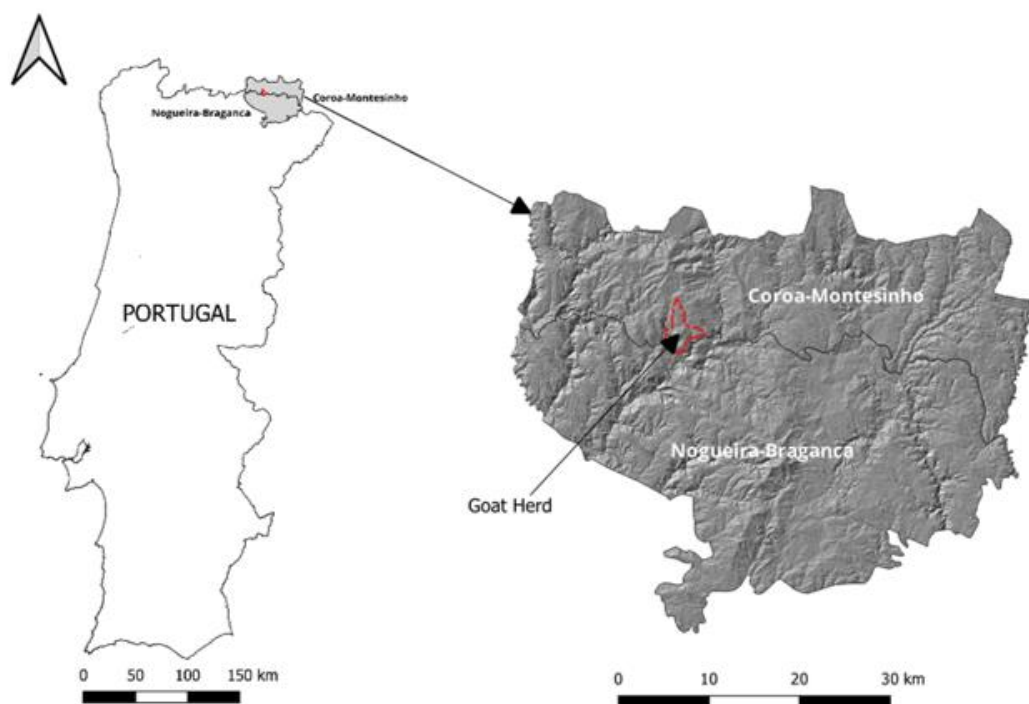 Coroa-Montesinho
Nogueira-Braganca
PORTUGAL
Coroa-Montesinho
Nogueira-Braganca
Goat Herd
0 50 100 150 km
0 10 20 30 km